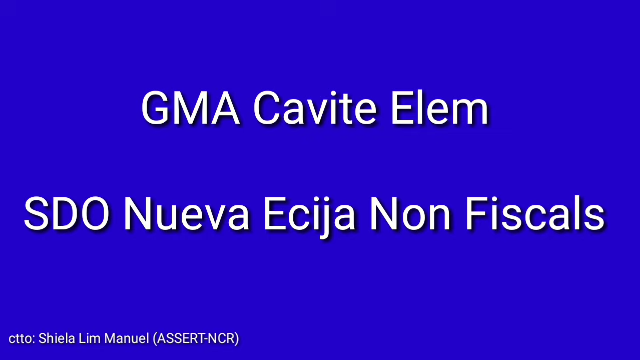 GMA Cavite Elem
SDO Nueva Ecija Non Fiscals
ctto: Shiela Lim Manuel (ASSERT-NCR)